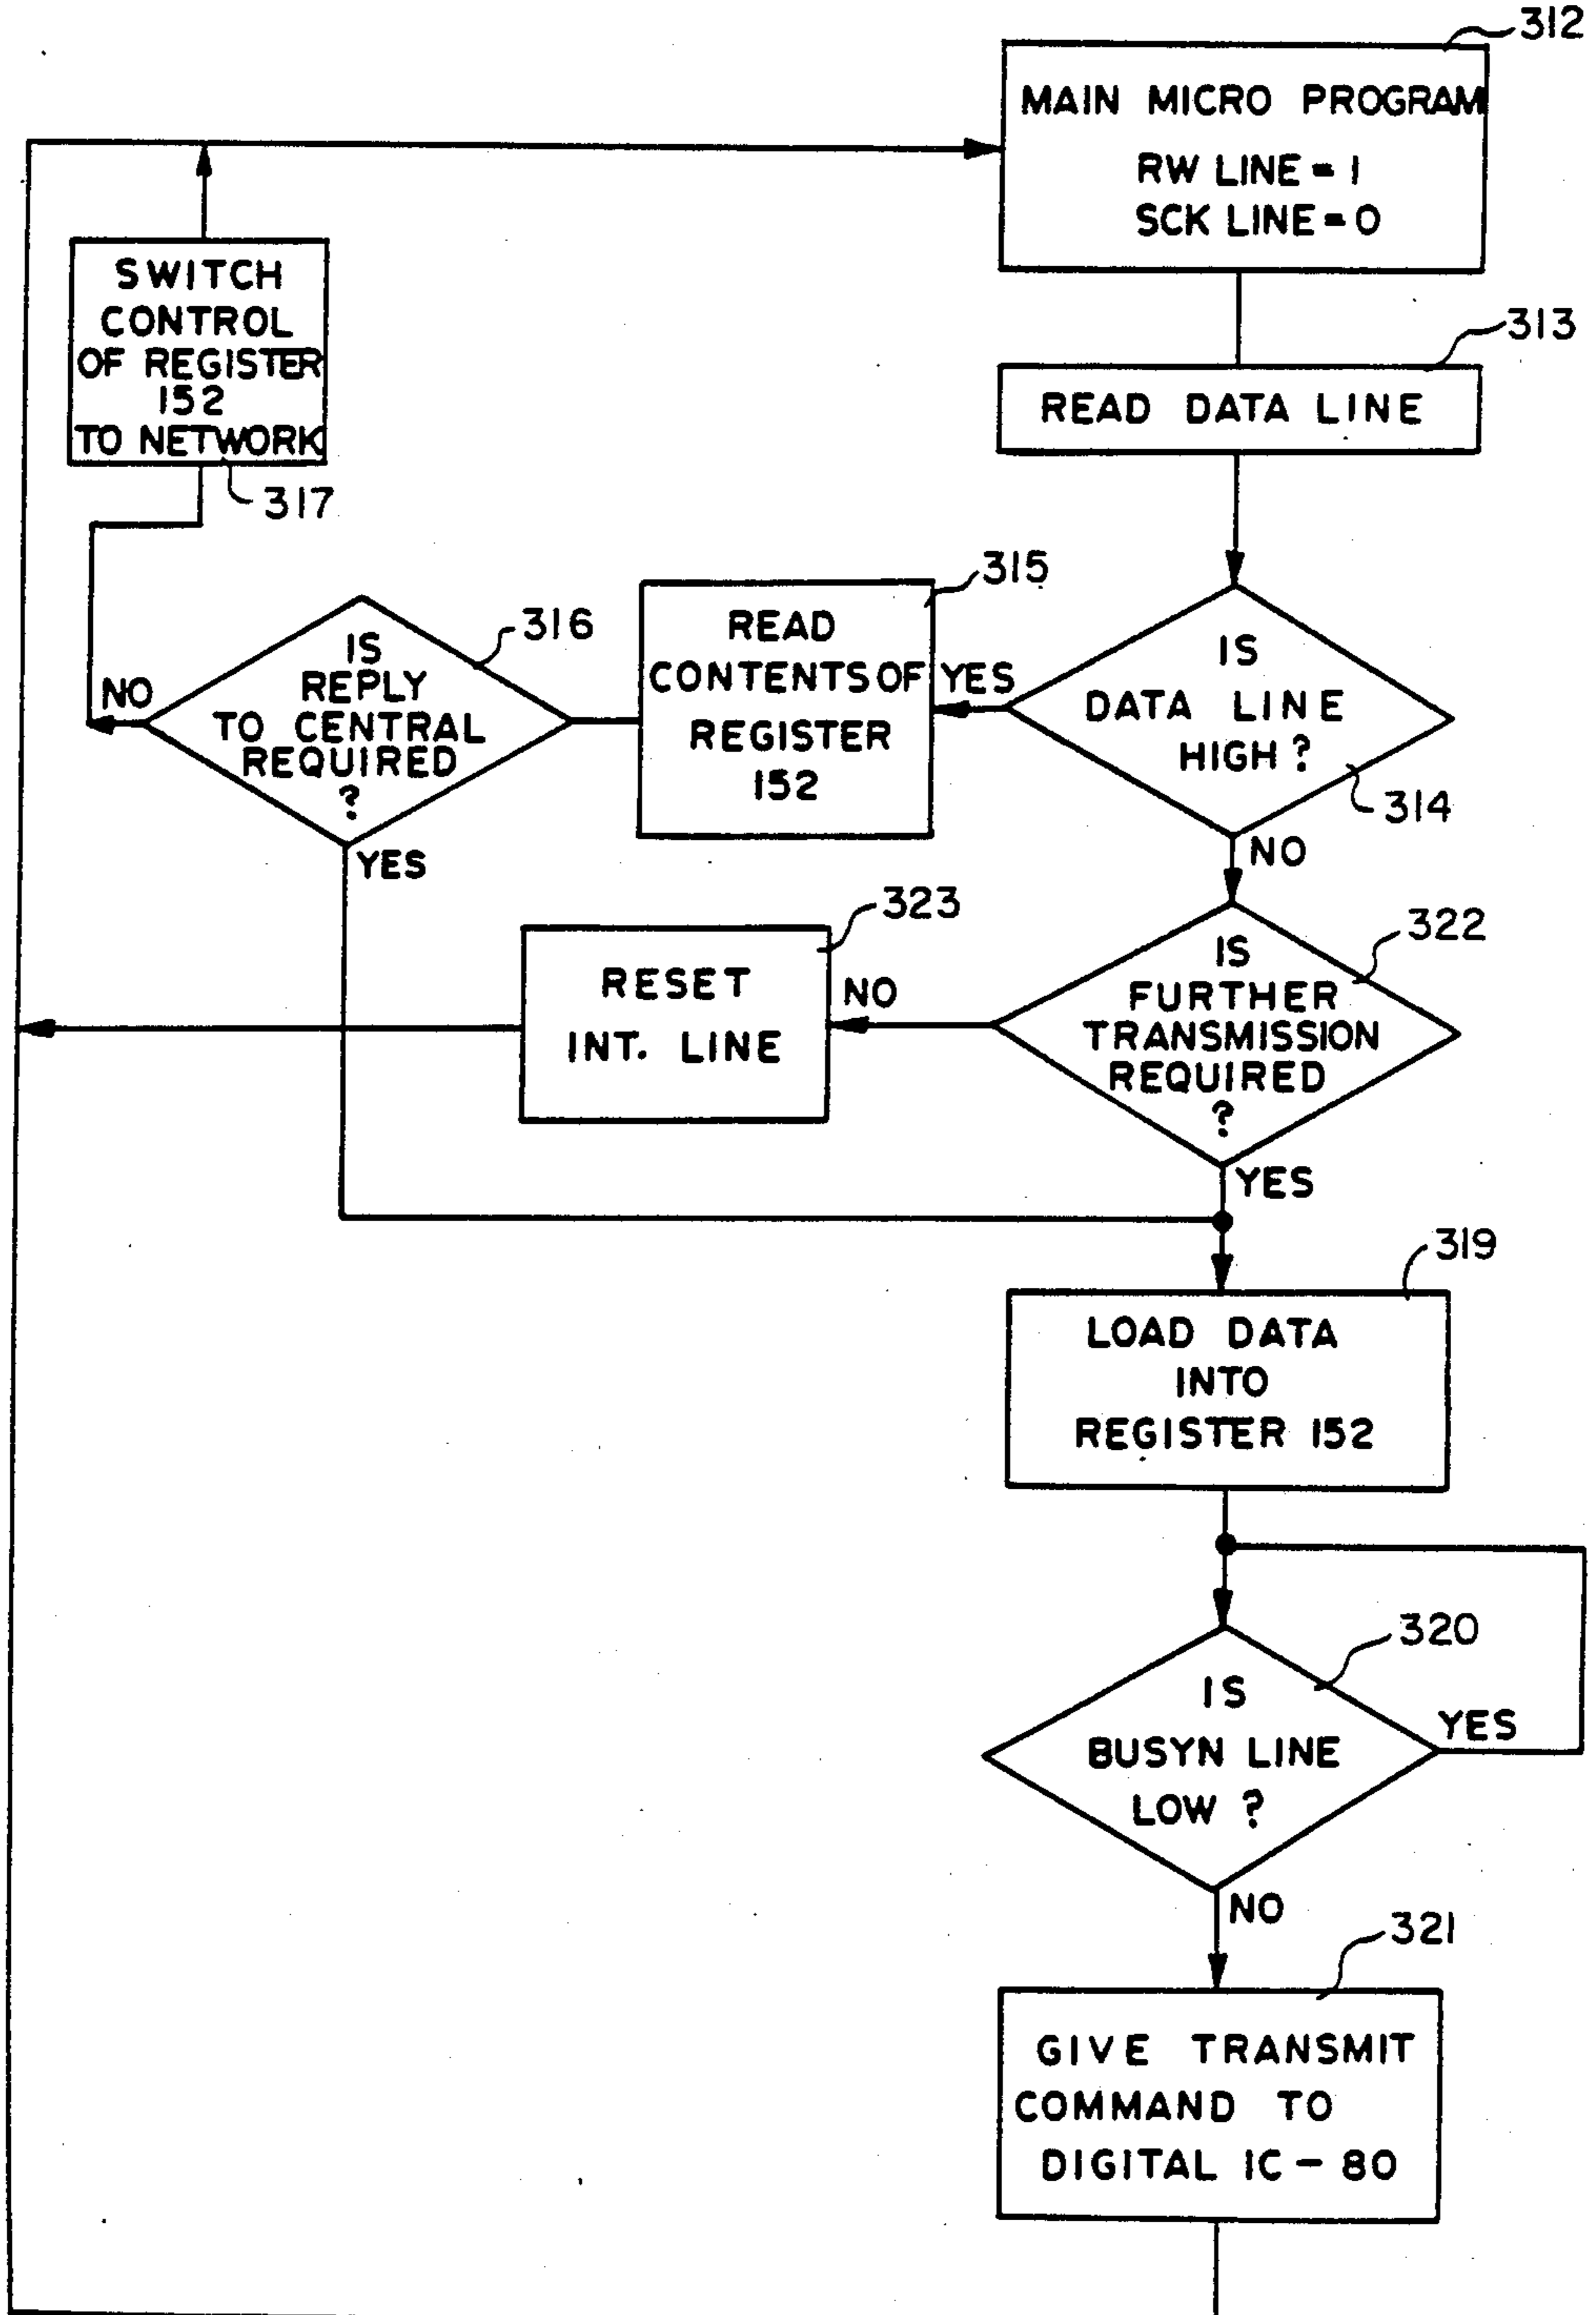 312
MAIN MICRO PROGRAM
RW LINE = 1
SCK LINE = 0
313
READ DATA LINE
SWITCH
CONTROL
OF REGISTER
152
TO NETWORK
317
315
READ
CONTENTS OF
REGISTER
152
316
IS
REPLY
TO CENTRAL
REQUIRED
?
NO
YES
YES
IS
DATA LINE
HIGH ?
314
NO
323
RESET
INT. LINE
NO
322
IS
FURTHER
TRANSMISSION
REQUIRED
?
YES
319
LOAD DATA
INTO
REGISTER 152
320
IS
BUSYN LINE
LOW ?
YES
NO
321
GIVE TRANSMIT
COMMAND TO
DIGITAL IC - 80